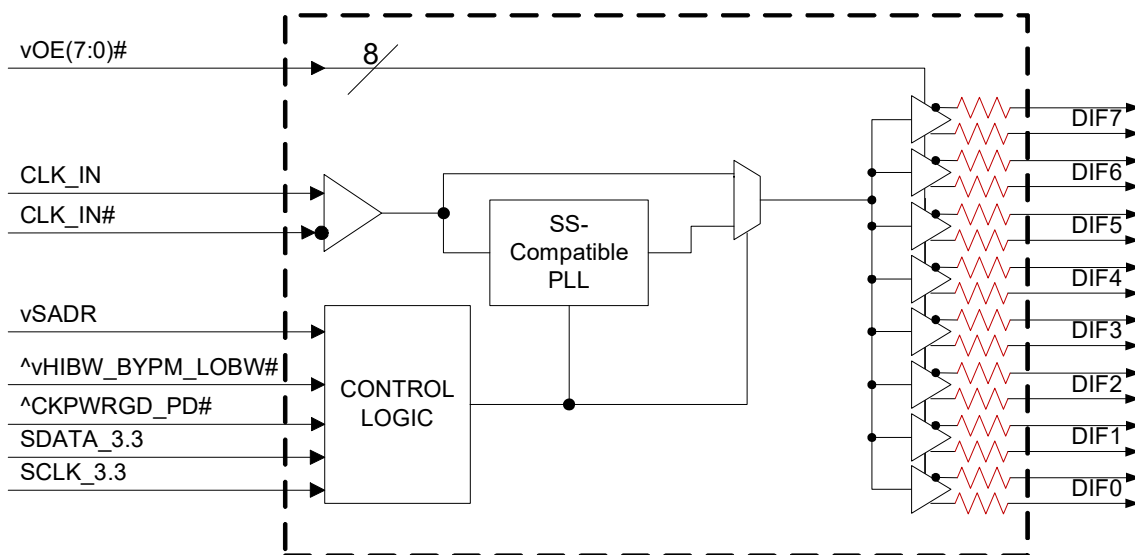 vOE(7:0)#
8
DIF7
CLK_IN
DIF6
CLK_IN#
SS-
Compatible
PLL
DIF5
DIF4
vSADR
DIF3
^vHIBW_BYPM_LOBW#
CONTROL
LOGIC
DIF2
^CKPWRGD_PD#
SDATA_3.3
DIF1
SCLK_3.3
DIF0